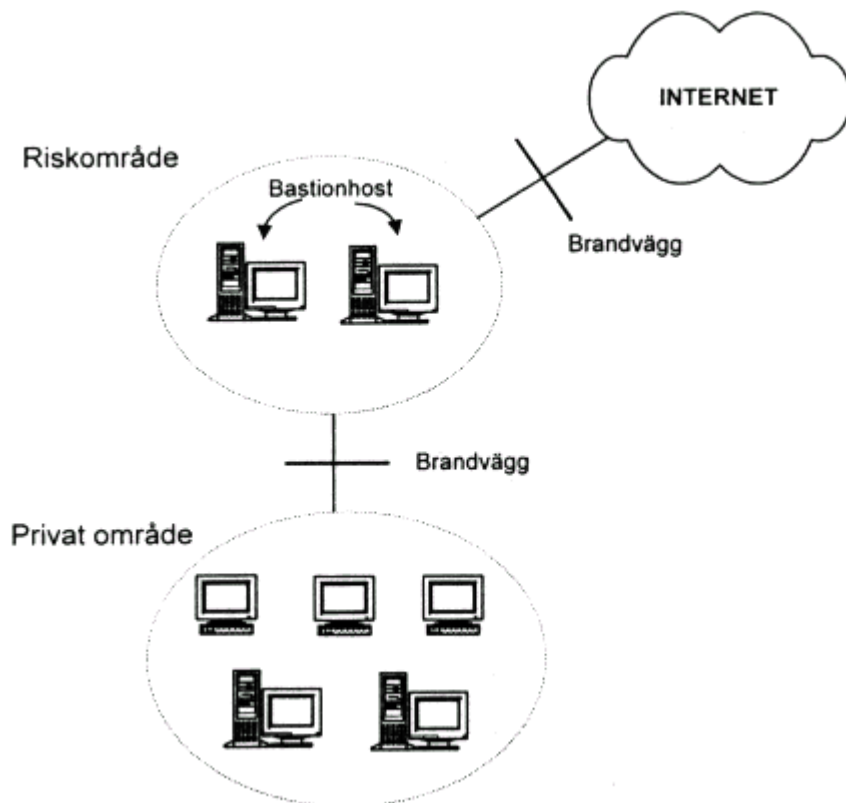 INTERNET
Riskområde
Bastionhost
Brandvägg
Brandvägg
Privat område